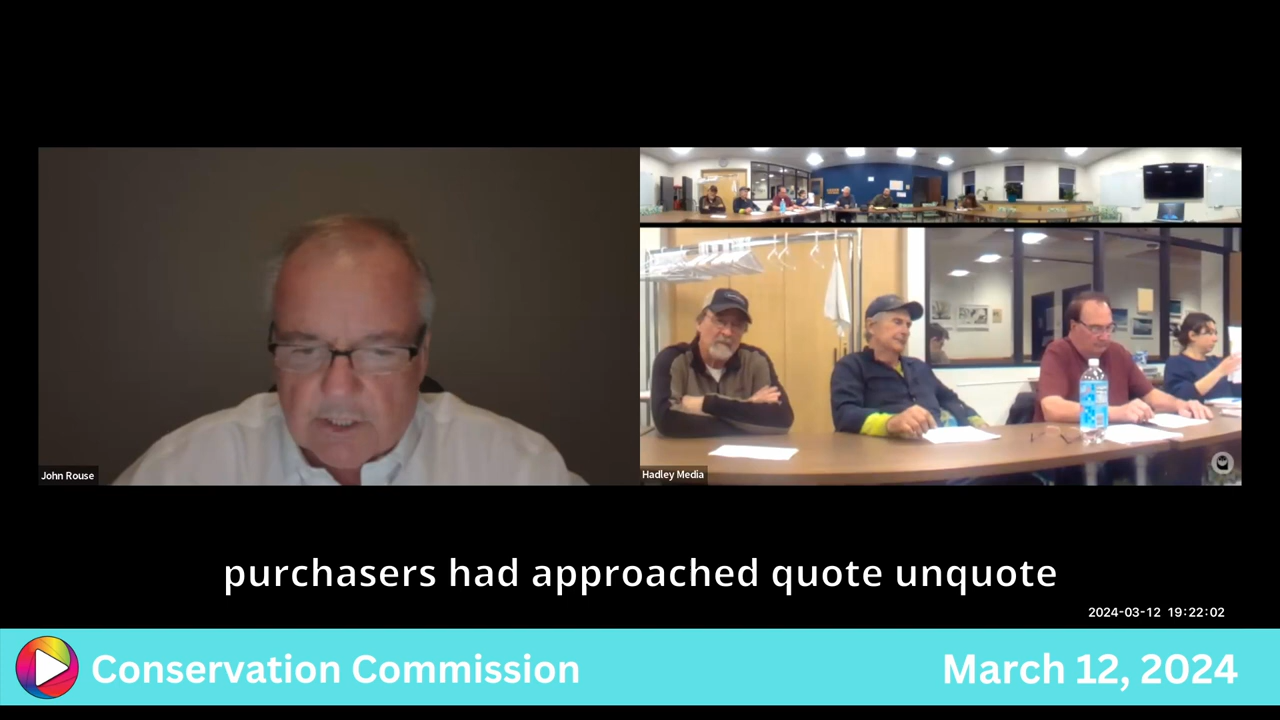 John Rouse
Hadley Media
purchasers had approached quote unquote
2024-03-12 19:22:02
Conservation Commission
March 12, 2024